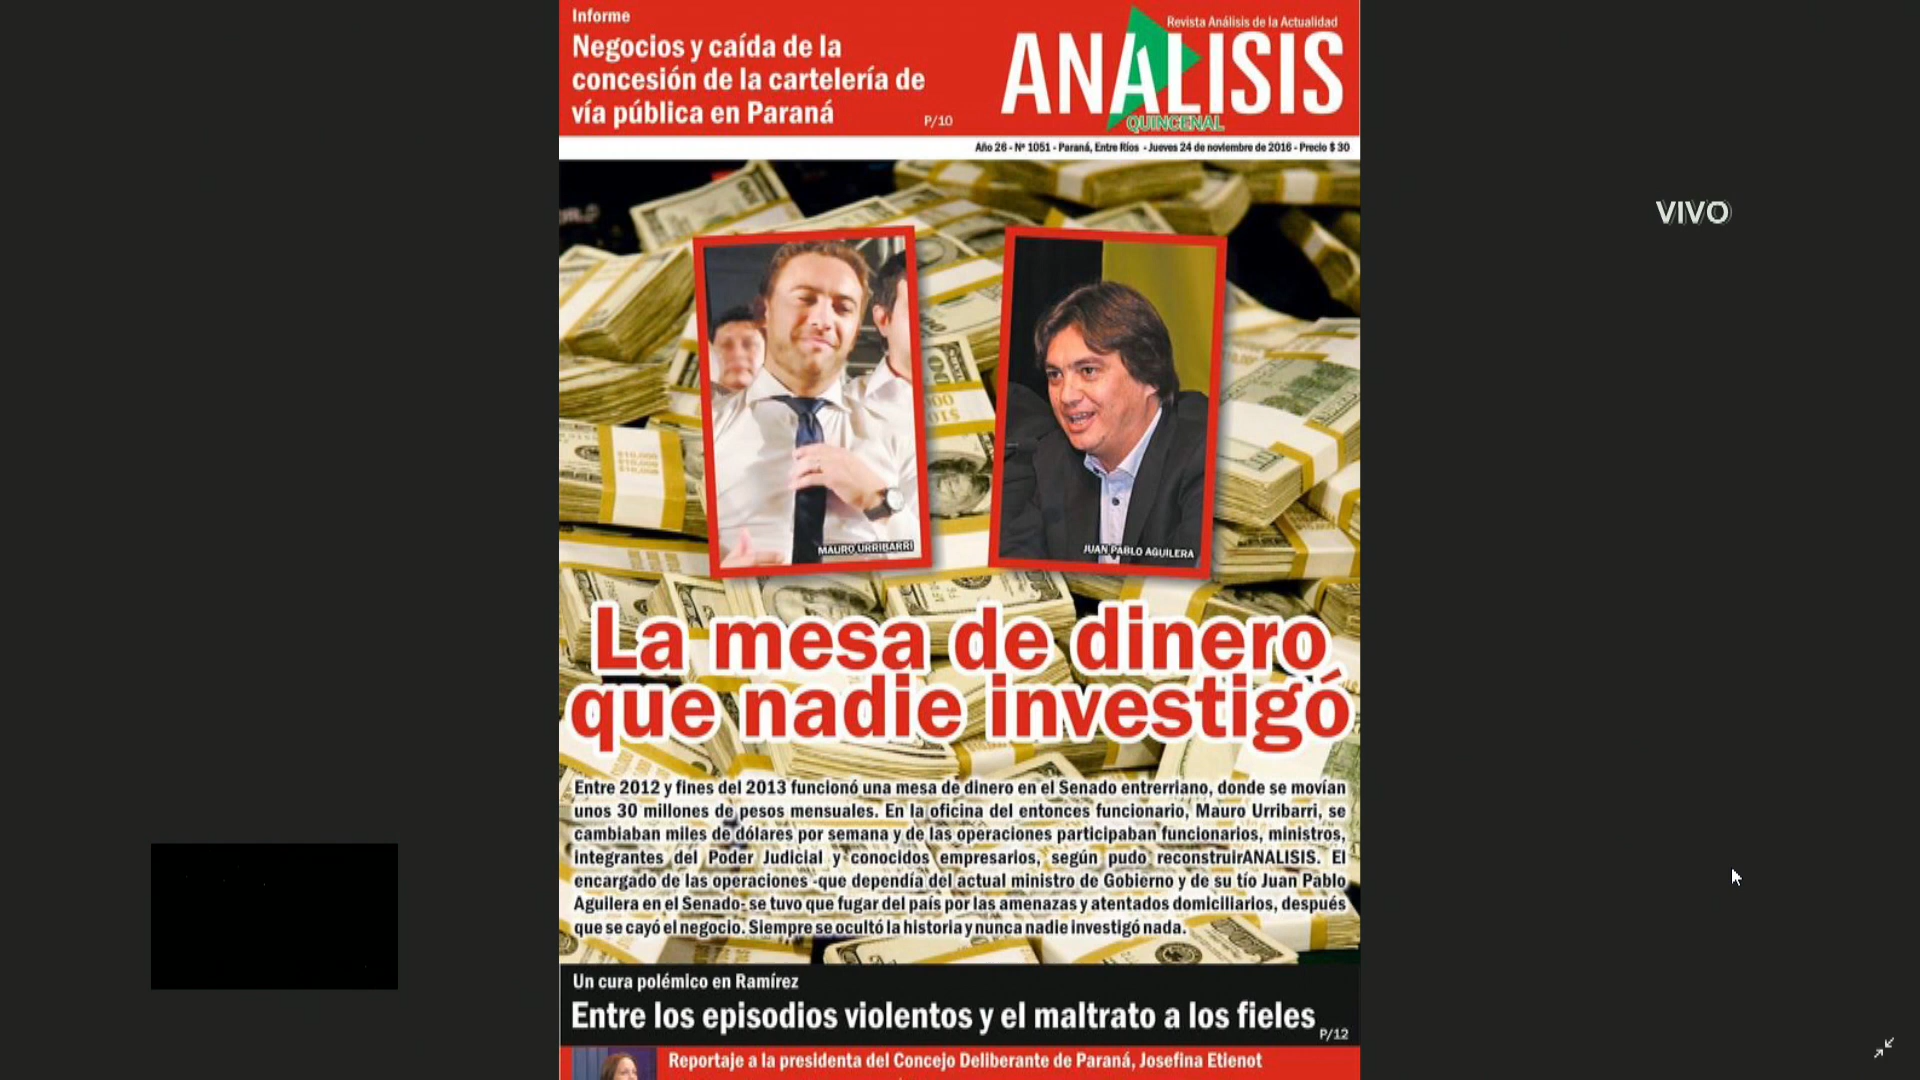 Informe
Negocios y caída de la
concesión de la cartelería de
vía pública en Paraná
P/10
Revista Análisis de la Actualidad
ANALISIS
QUINCENAL
Año 26 - Nº 1051 - Paraná, Entre Ríos - Jueves 24 de noviembre de 2016 - Precio $ 30
VIVO
MAURO URRIBARRI
JUAN PABLO AGUILERA
La mesa de dinero
que nadie investigó
Entre 2012 y fines del 2013 funcionó una mesa de dinero en el Senado entrerriano, donde se movían
unos 30 millones de pesos mensuales. En la oficina del entonces funcionario, Mauro Urribarri, se
cambiaban miles de dólares por semana y de las operaciones participaban funcionarios, ministros,
integrantes del Poder Judicial y conocidos empresarios, según pudo reconstruirANALISIS. El
encargado de las operaciones -que dependía del actual ministro de Gobierno y de su tío Juan Pablo
Aguilera en el Senado- se tuvo que fugar del país por las amenazas y atentados domiciliarios, después
que se cayó el negocio. Siempre se ocultó la historia y nunca nadie investigó nada.
Un cura polémico en Ramírez
Entre los episodios violentos y el maltrato a los fieles
P/12
Reportaje a la presidenta del Concejo Deliberante de Paraná, Josefina Etienot